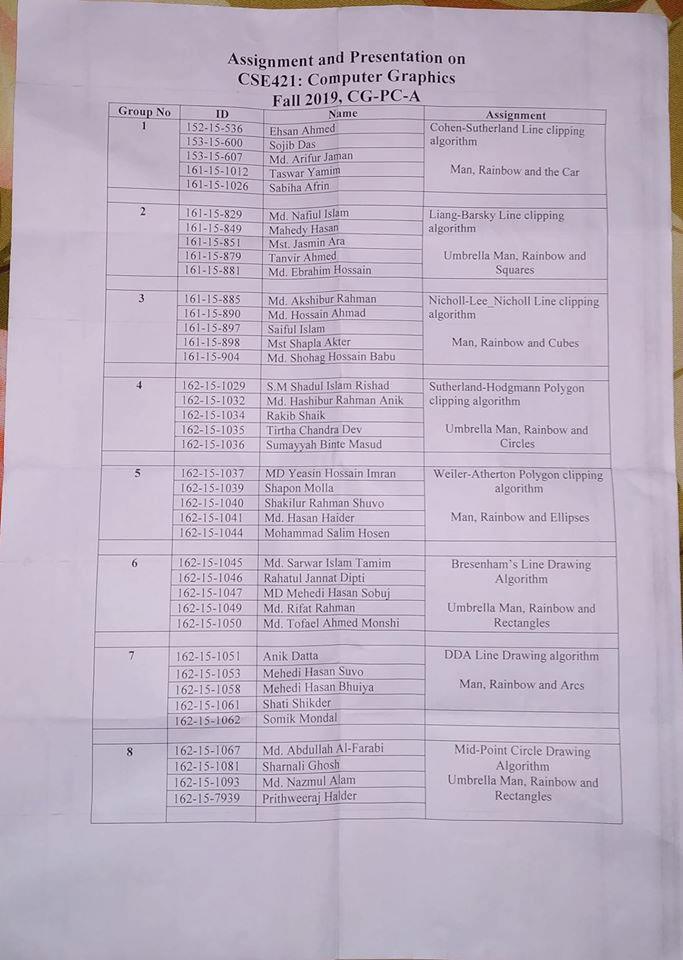 Assignment and Presentation on
CSE421: Computer Graphics
Fall 2019, CG-PC-A
Group No ID Name Assignment
1 152-15-536 Ehsan Ahmed Cohen-Sutherland Line clipping
153-15-600 Sojib Das algorithm
153-15-607 Md. Arifur Jaman
161-15-1012 Taswar Yamim Man, Rainbow and the Car
161-15-1026 Sabiha Afrin
2 161-15-829 Md. Nafiul Islam Liang-Barsky Line clipping
161-15-849 Mahedy Hasan algorithm
161-15-851 Mst. Jasmin Ara
161-15-879 Tanvir Ahmed Umbrella Man, Rainbow and
161-15-881 Md. Ebrahim Hossain Squares
3 161-15-885 Md. Akshibur Rahman Nicholl-Lee_Nicholl Line clipping
161-15-890 Md. Hossain Ahmad algorithm
161-15-897 Saiful Islam
161-15-898 Mst Shapla Akter Man, Rainbow and Cubes
161-15-904 Md. Shohag Hossain Babu
4 162-15-1029 S.M Shadul Islam Rishad Sutherland-Hodgmann Polygon
162-15-1032 Md. Hashibur Rahman Anik clipping algorithm
162-15-1034 Rakib Shaik
162-15-1035 Tirtha Chandra Dev Umbrella Man, Rainbow and
162-15-1036 Sumayyah Binte Masud Circles
5 162-15-1037 MD Yeasin Hossain Imran Weiler-Atherton Polygon clipping
162-15-1039 Shapon Molla algorithm
162-15-1040 Shakilur Rahman Shuvo
162-15-1041 Md. Hasan Haider Man, Rainbow and Ellipses
162-15-1044 Mohammad Salim Hosen
6 162-15-1045 Md. Sarwar Islam Tamim Bresenham's Line Drawing
162-15-1046 Rahatul Jannat Dipti Algorithm
162-15-1047 MD Mehedi Hasan Sobuj
162-15-1049 Md. Rifat Rahman Umbrella Man, Rainbow and
162-15-1050 Md. Tofael Ahmed Monshi Rectangles
7 162-15-1051 Anik Datta DDA Line Drawing algorithm
162-15-1053 Mehedi Hasan Suvo
162-15-1058 Mehedi Hasan Bhuiya Man, Rainbow and Arcs
162-15-1061 Shati Shikder
162-15-1062 Somik Mondal
8 162-15-1067 Md. Abdullah Al-Farabi Mid-Point Circle Drawing
162-15-1081 Sharnali Ghosh Algorithm
162-15-1093 Md. Nazmul Alam Umbrella Man, Rainbow and
162-15-7939 Prithweeraj Halder Rectangles